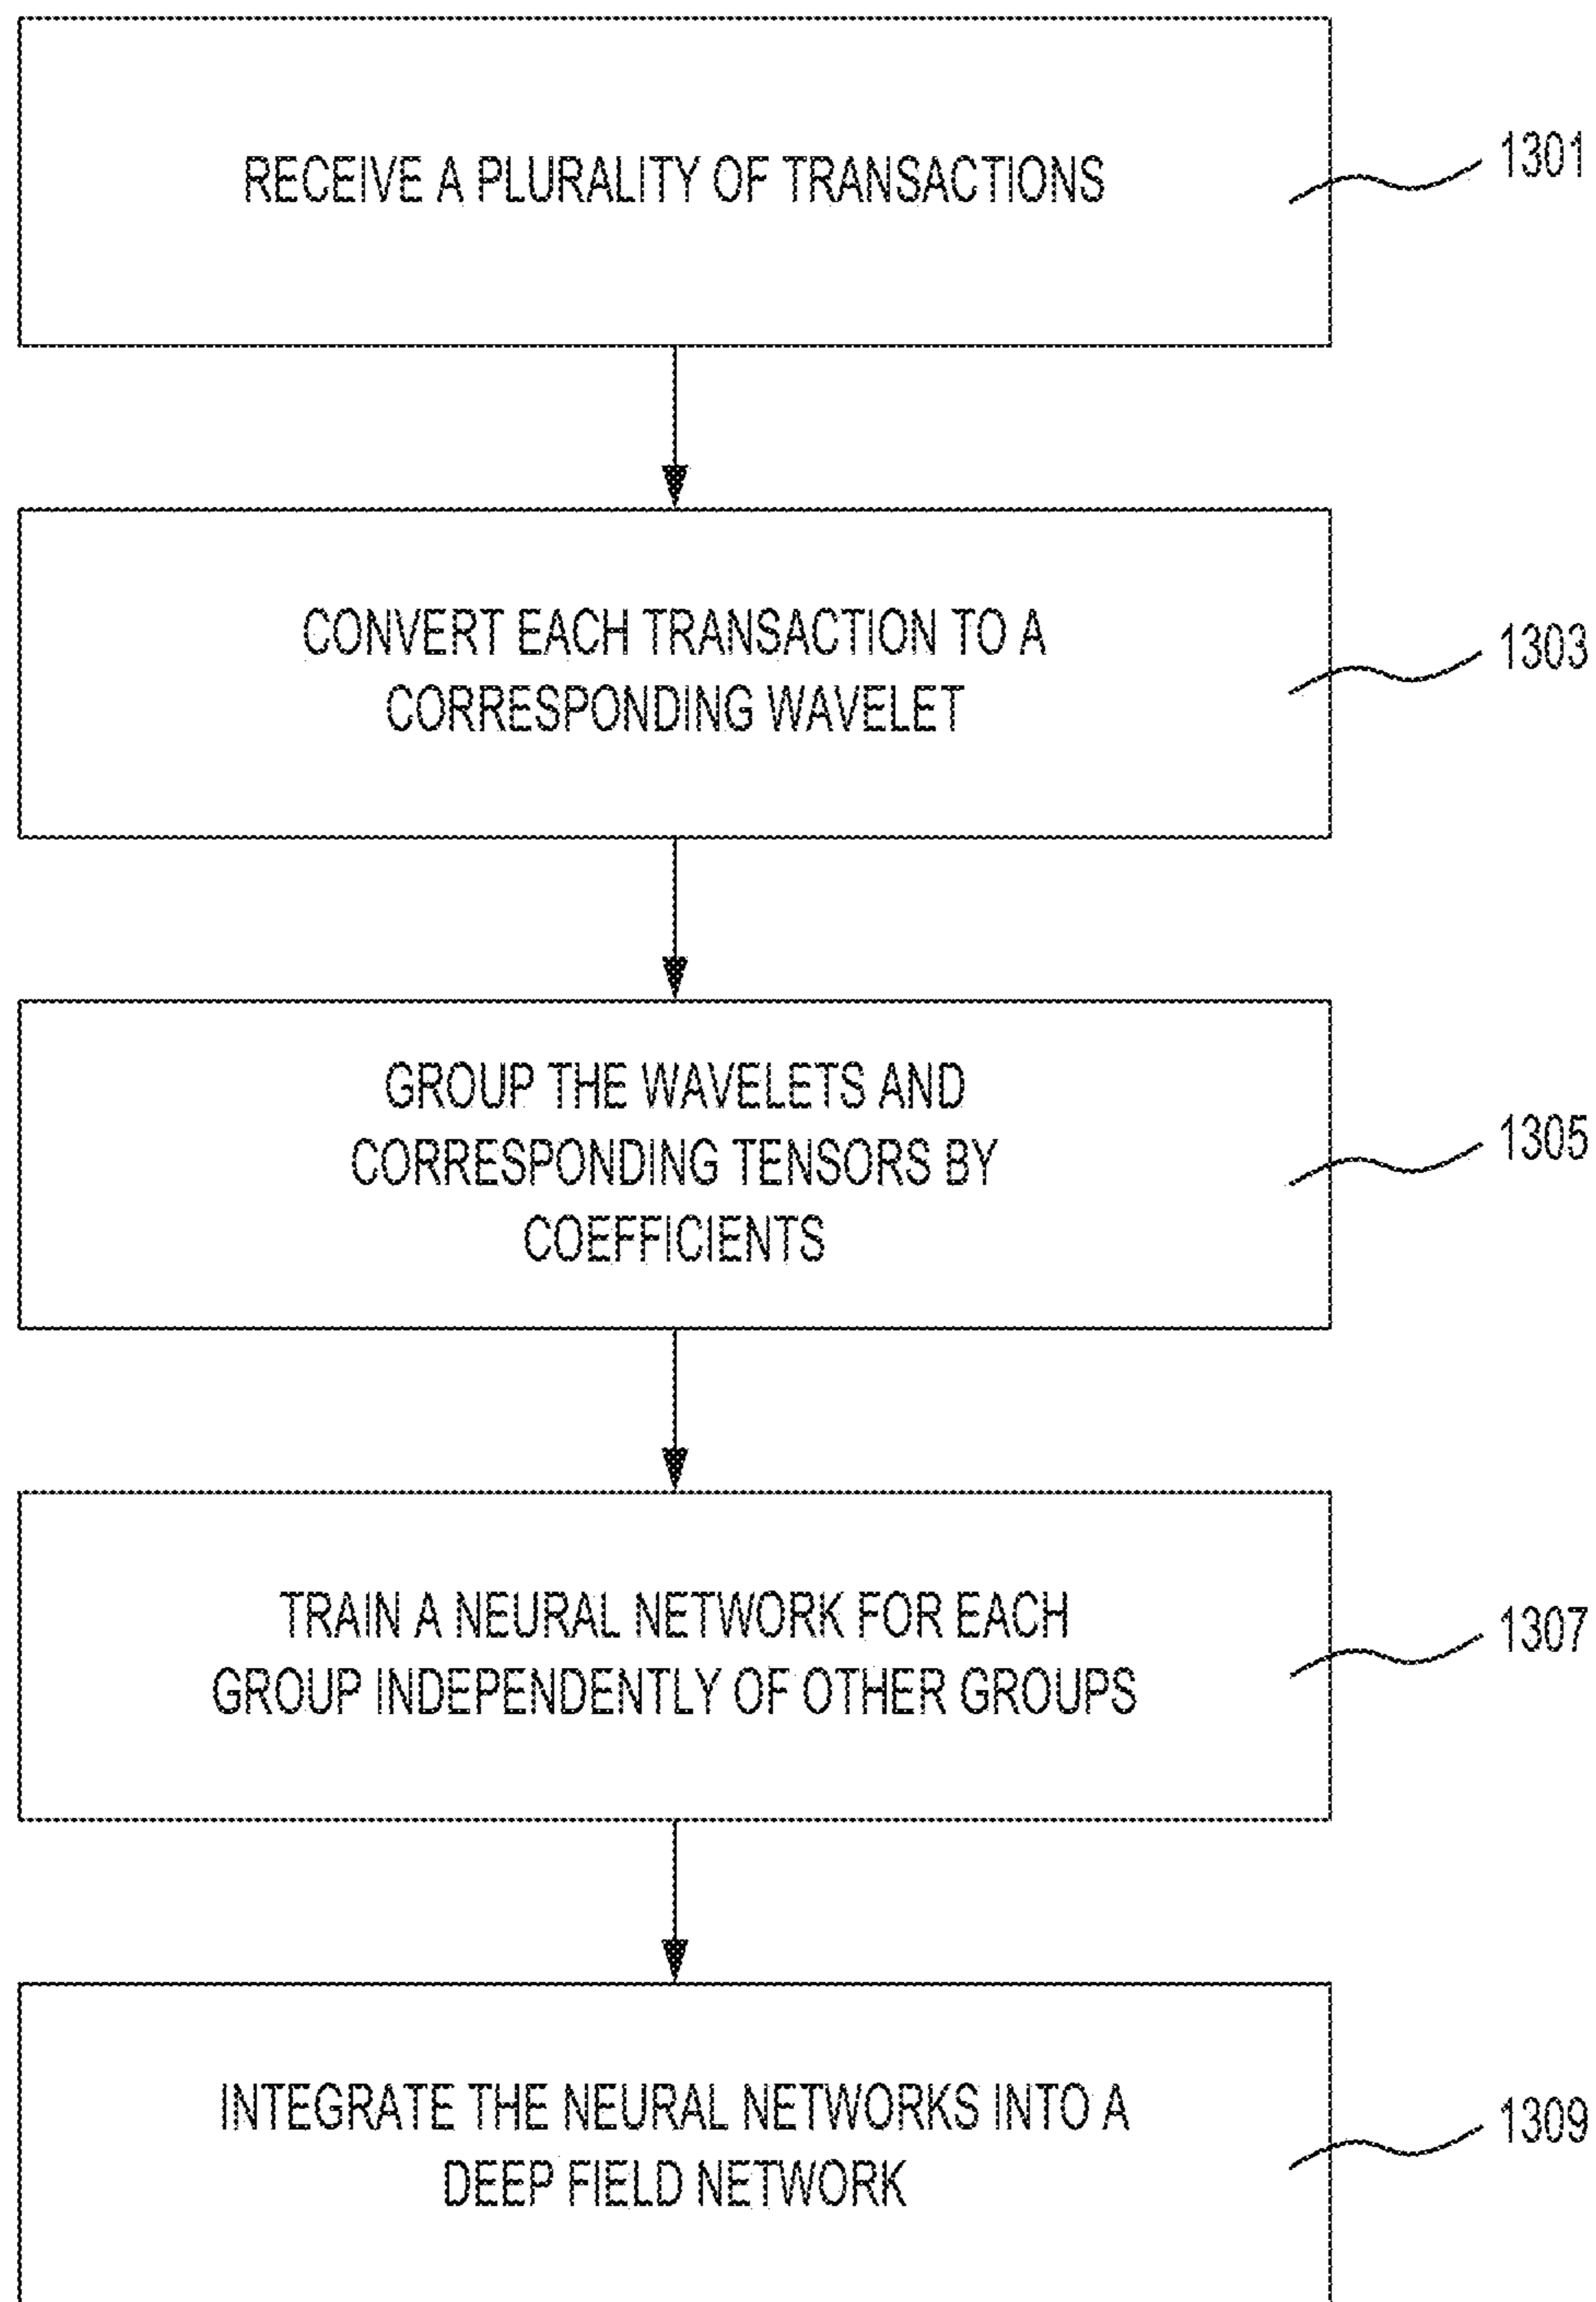 RECEIVE A PLURALITY OF TRANSACTIONS
1301
CONVERT EACH TRANSACTION TO A
CORRESPONDING WAVELET
1303
GROUP THE WAVELETS AND
CORRESPONDING TENSORS BY
COEFFICIENTS
1305
TRAIN A NEURAL NETWORK FOR EACH
GROUP INDEPENDENTLY OF OTHER GROUPS
1307
INTEGRATE THE NEURAL NETWORKS INTO A
DEEP FIELD NETWORK
1309